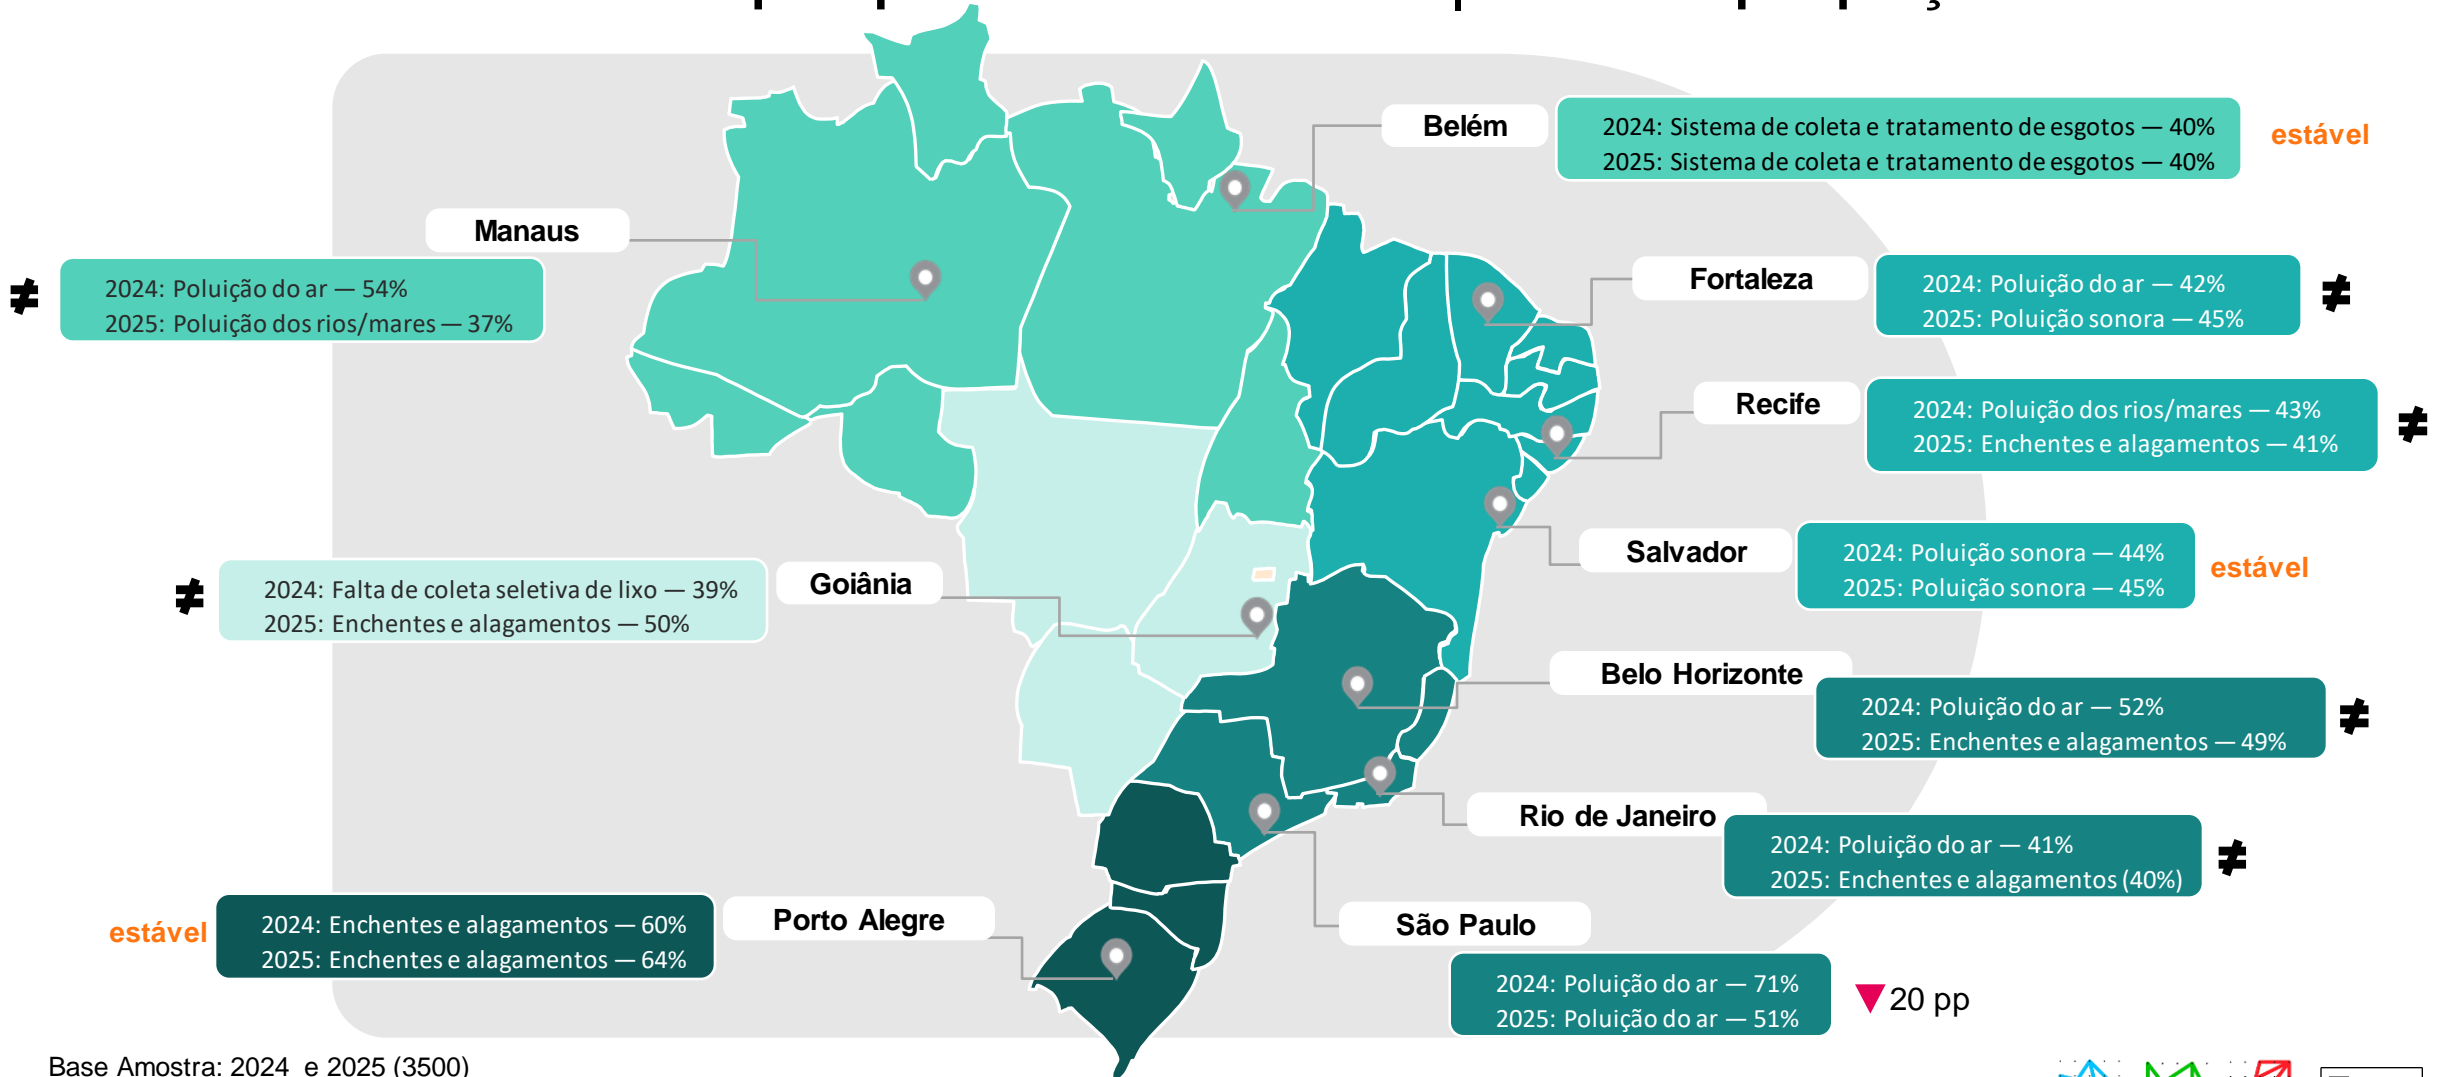 Belém
2024: Sistema de coleta e tratamento de esgotos — 40%
2025: Sistema de coleta e tratamento de esgotos — 40%
estável
Manaus
≠
2024: Poluição do ar — 54%
2025: Poluição dos rios/mares — 37%
Fortaleza
2024: Poluição do ar — 42%
2025: Poluição sonora — 45%
≠
Recife
2024: Poluição dos rios/mares — 43%
2025: Enchentes e alagamentos — 41%
≠
Salvador
2024: Poluição sonora — 44%
2025: Poluição sonora — 45%
estável
≠
2024: Falta de coleta seletiva de lixo — 39%
2025: Enchentes e alagamentos — 50%
Goiânia
Belo Horizonte
2024: Poluição do ar — 52%
2025: Enchentes e alagamentos — 49%
≠
Rio de Janeiro
2024: Poluição do ar — 41%
2025: Enchentes e alagamentos (40%)
≠
estável
2024: Enchentes e alagamentos — 60%
2025: Enchentes e alagamentos — 64%
Porto Alegre
São Paulo
2024: Poluição do ar — 71%
2025: Poluição do ar — 51%
▼20 pp
Base Amostra: 2024 e 2025 (3500)